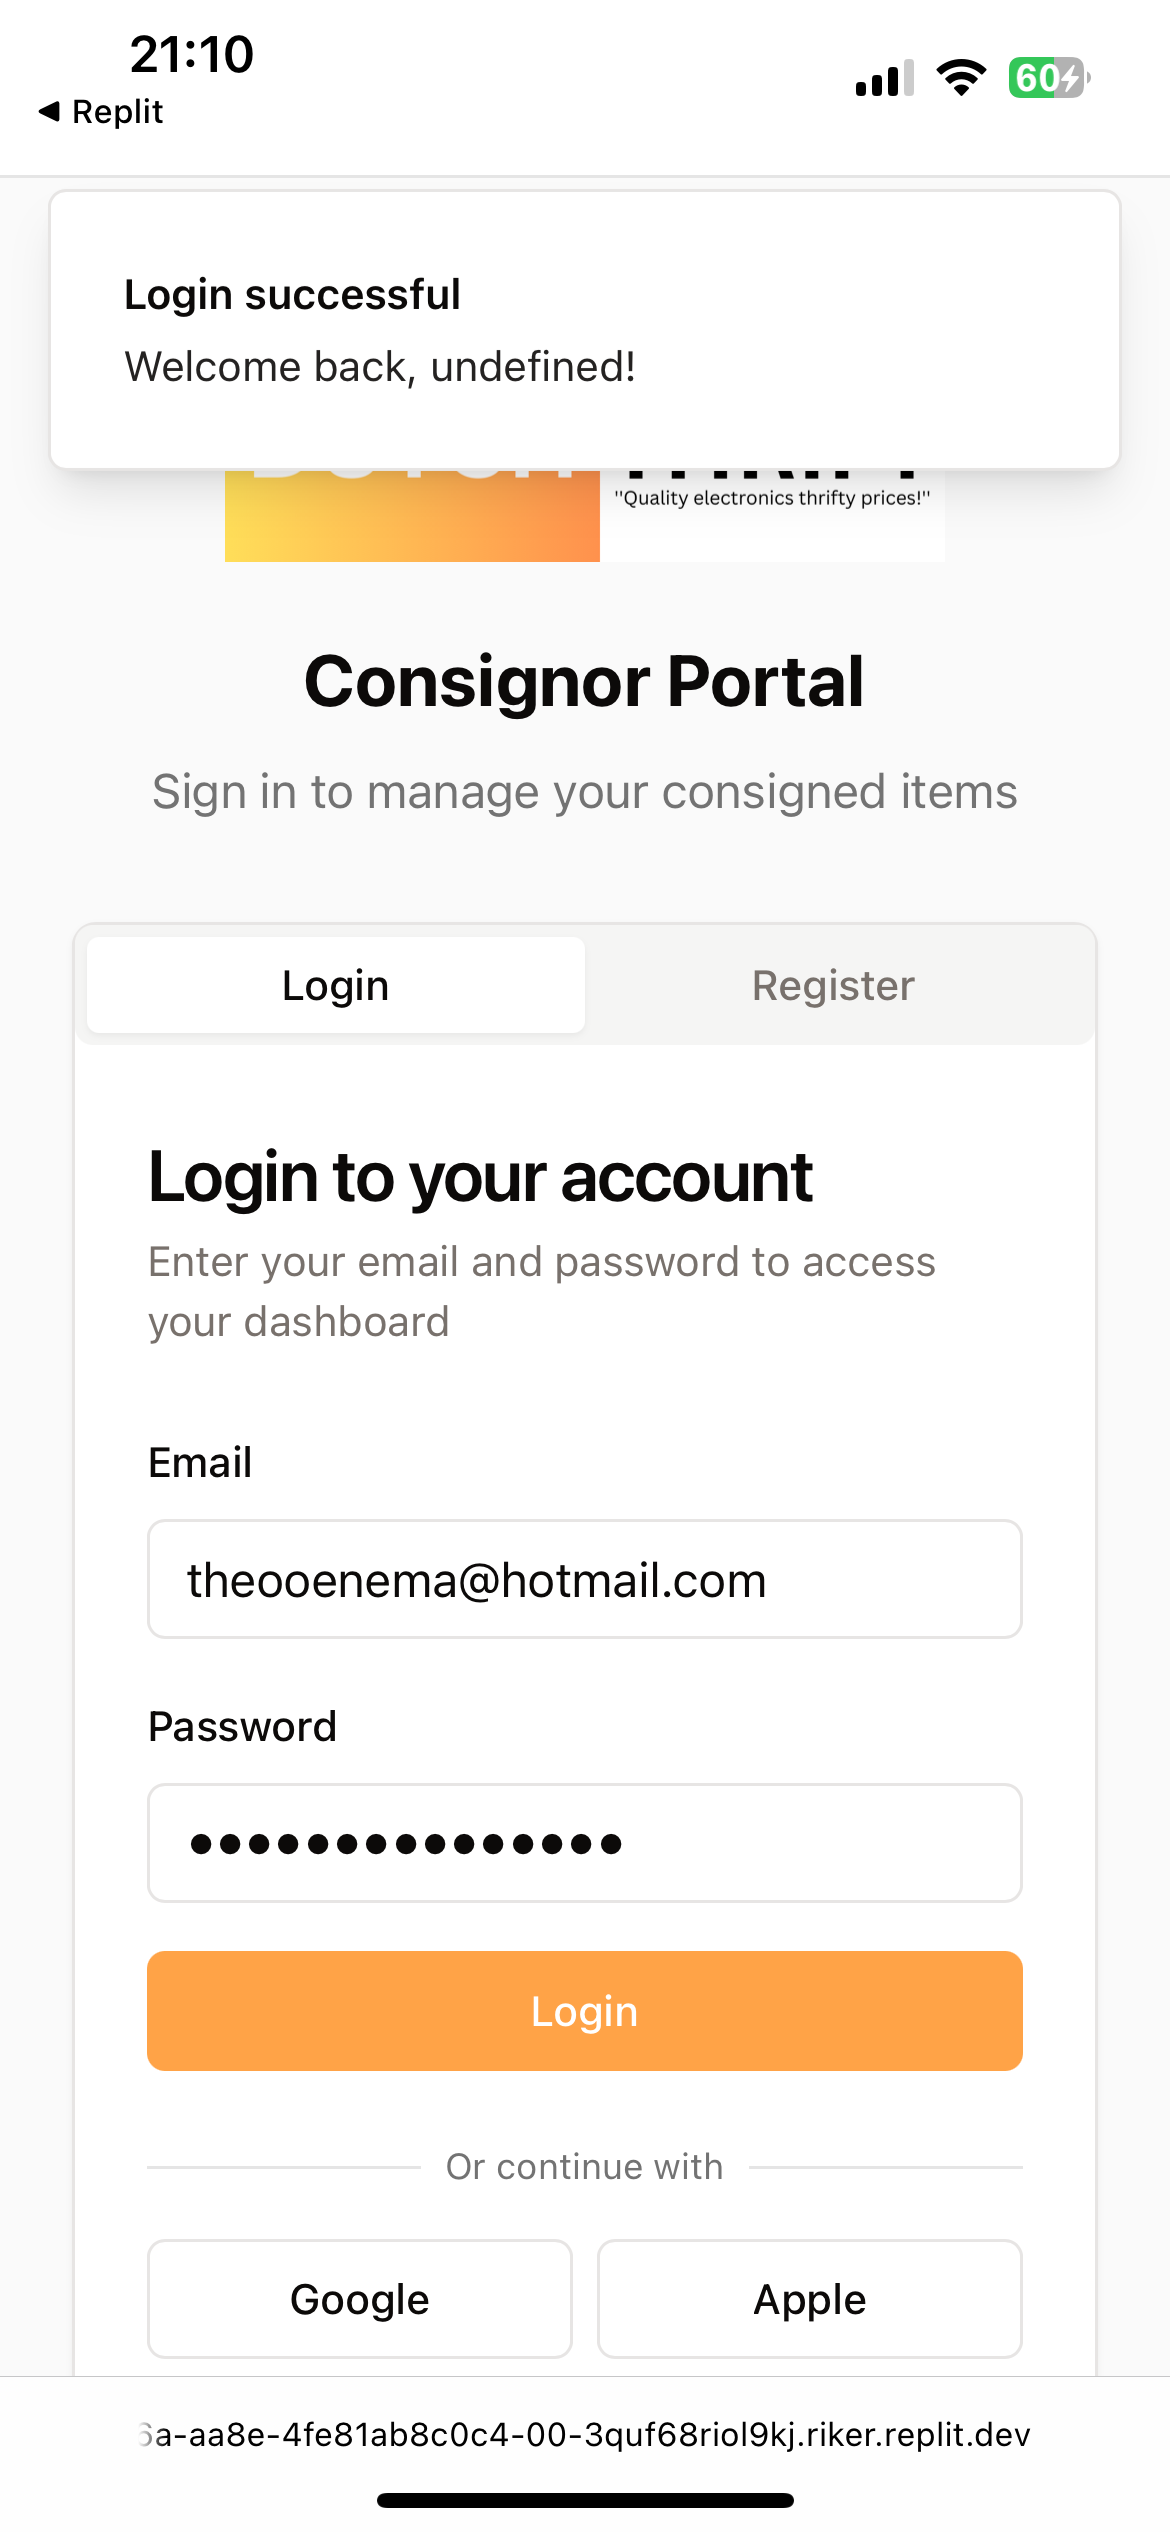 21:10
60
◀ Replit
Login successful
Welcome back, undefined!
"Quality electronics thrifty prices!"
Consignor Portal
Sign in to manage your consigned items
Login
Register
Login to your account
Enter your email and password to access
your dashboard
Email
theooenema@hotmail.com
Password
Login
Or continue with
Google
Apple
6a-aa8e-4fe81ab8c0c4-00-3quf68riol9kj.riker.replit.dev